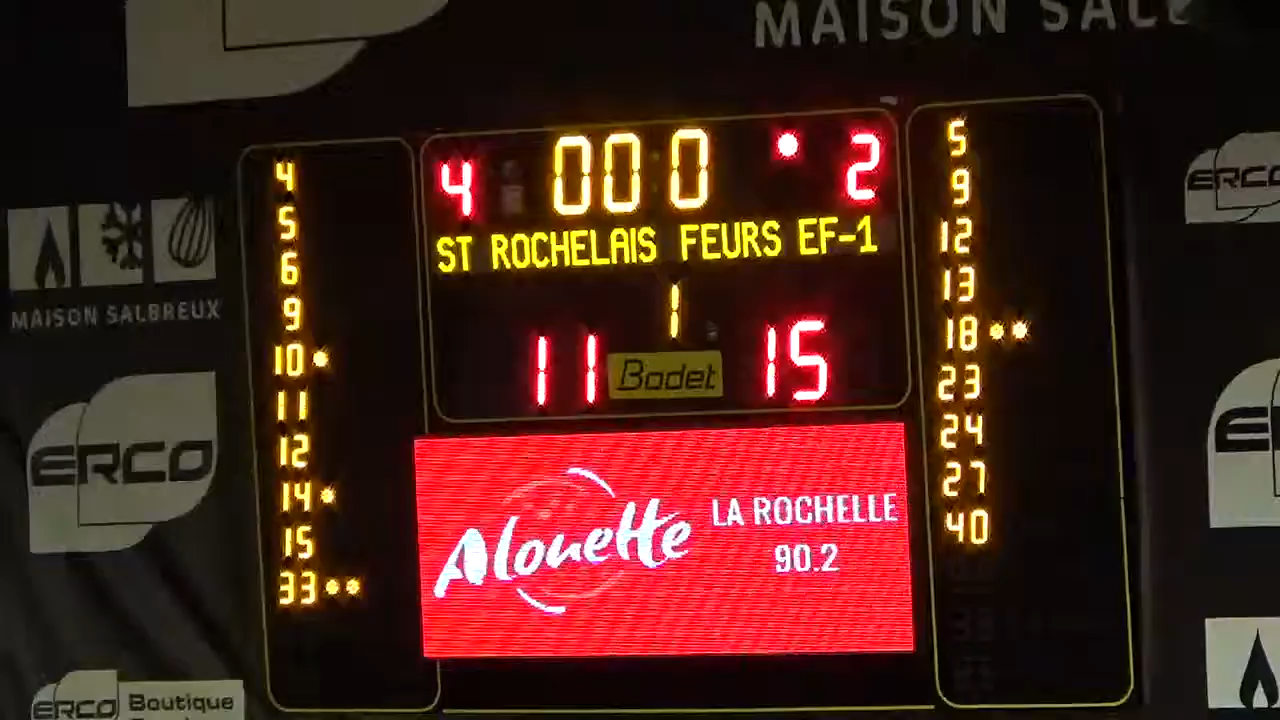 MAISON SAL
4 00 0 2
ST ROCHELAIS FEURS EF-1
1
11 Bodet 15
4
5
6
9
10
11
12
14
15
33
5
9
12
13
18
23
24
27
40
Alouette
LA ROCHELLE
90.2
MAISON SALBREUX
ERCO
ERCO
Boutique
ERCO